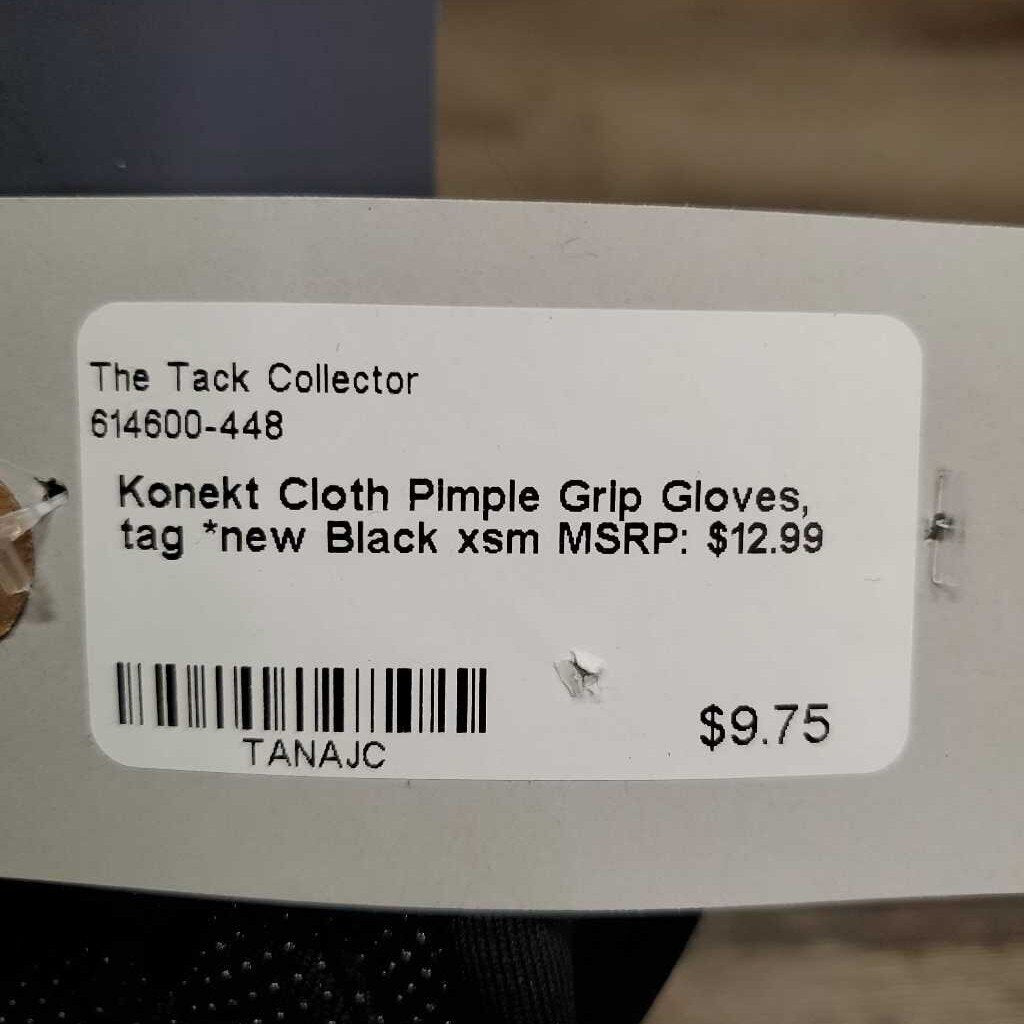 The Tack Collector
614600-448
Konekt Cloth Pimple Grip Gloves,
tag *new Black xsm MSRP: $12.99
TANAJC
$9.75